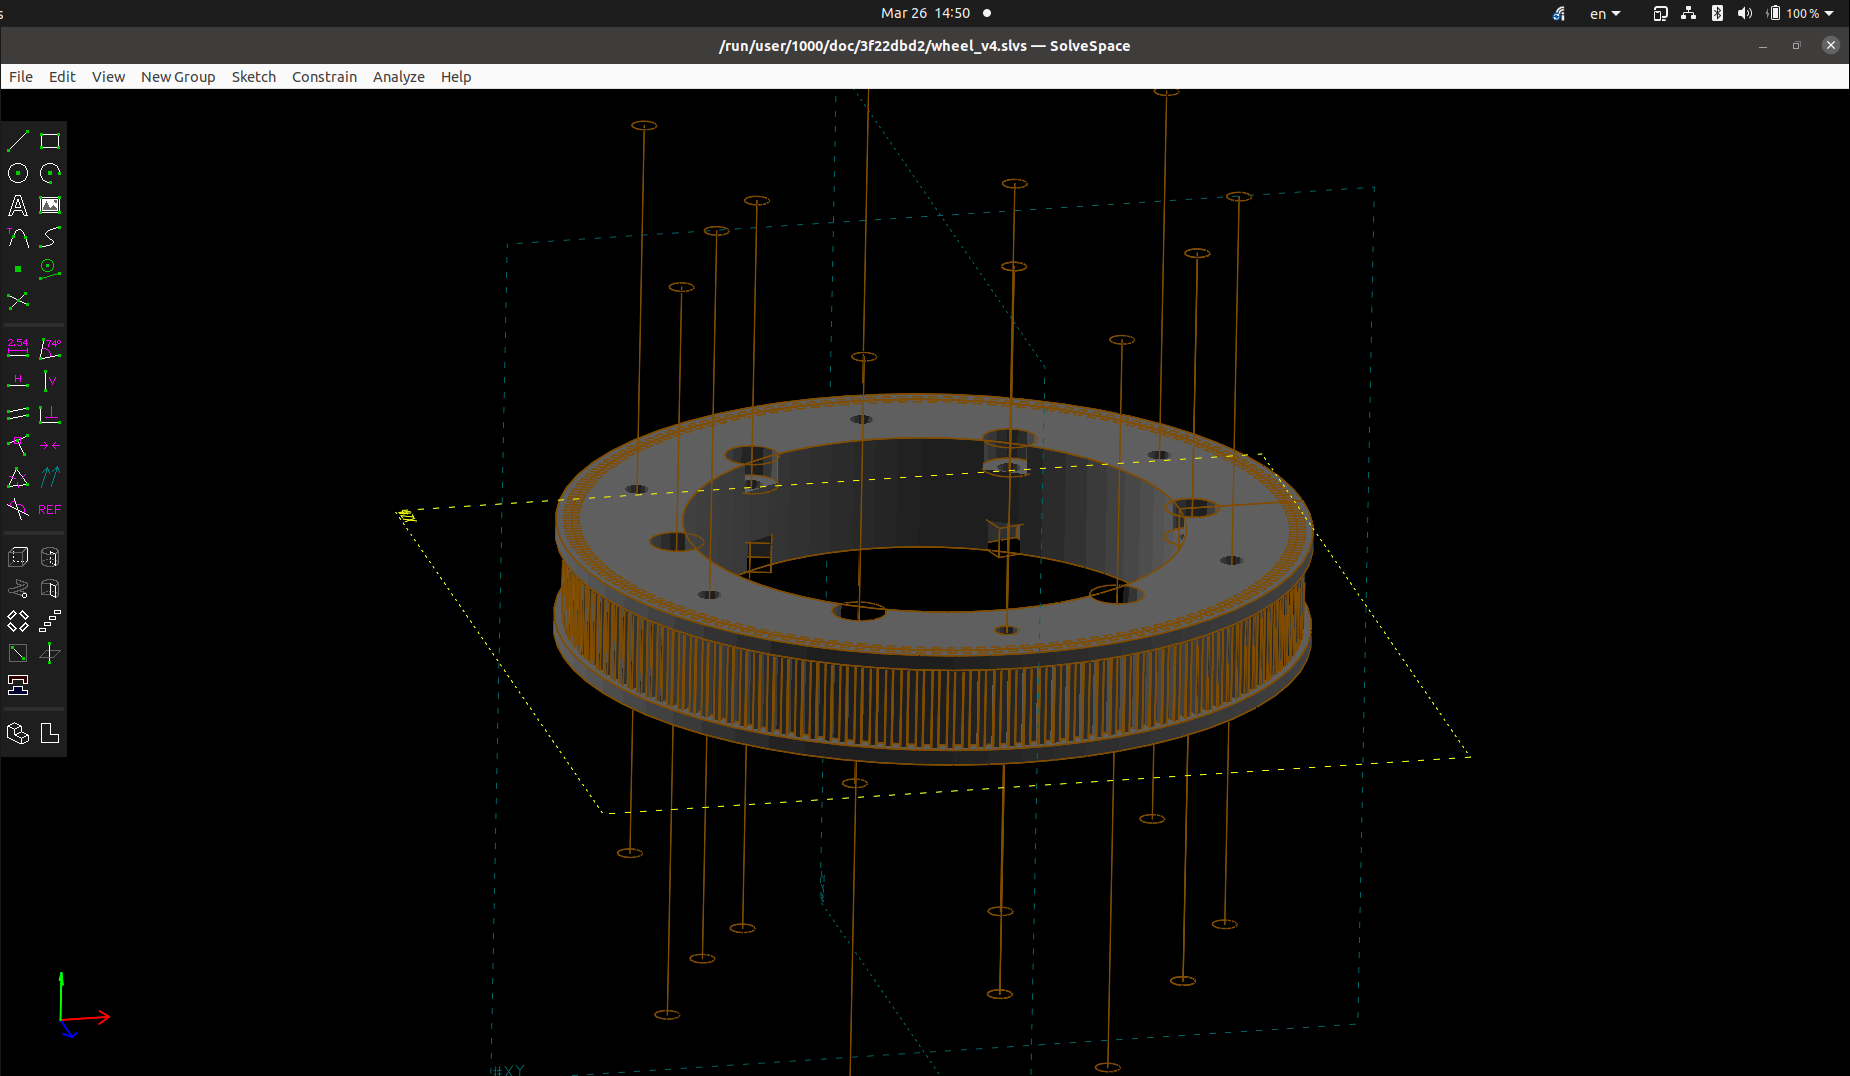 s
Mar 26 14:50
en
100 %
/run/user/1000/doc/3f22dbd2/wheel_v4.slvs — SolveSpace
File Edit View New Group Sketch Constrain Analyze Help
A
T
2.54 74°
H V
REF
#XY